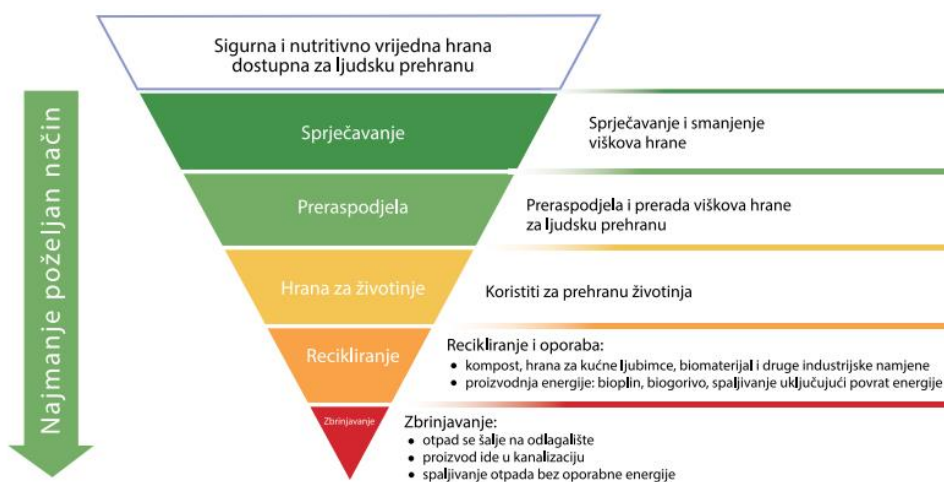 Sigurna i nutritivno vrijedna hrana
dostupna za ljudsku prehranu
Najmanje poželjan način
Sprječavanje
Sprječavanje i smanjenje
viškova hrane
Preraspodjela
Preraspodjela i prerada viškova hrane
za ljudsku prehranu
Hrana za životinje
Koristiti za prehranu životinja
Recikliranje
Recikliranje i oporaba:
• kompost, hrana za kućne ljubimce, biomaterijal i druge industrijske namjene
• proizvodnja energije: bioplin, biogorivo, spaljivanje uključujući povrat energije
Zbrinjavanje
Zbrinjavanje:
• otpad se šalje na odlagalište
• proizvod ide u kanalizaciju
• spaljivanje otpada bez oporabne energije